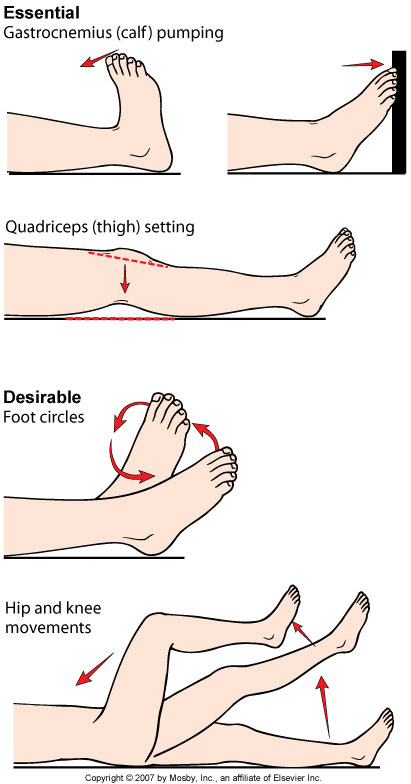 Essential
Gastrocnemius (calf) pumping
Quadriceps (thigh) setting
Desirable
Foot circles
Hip and knee
movements
Copyright © 2007 by Mosby, Inc., an affiliate of Elsevier Inc.